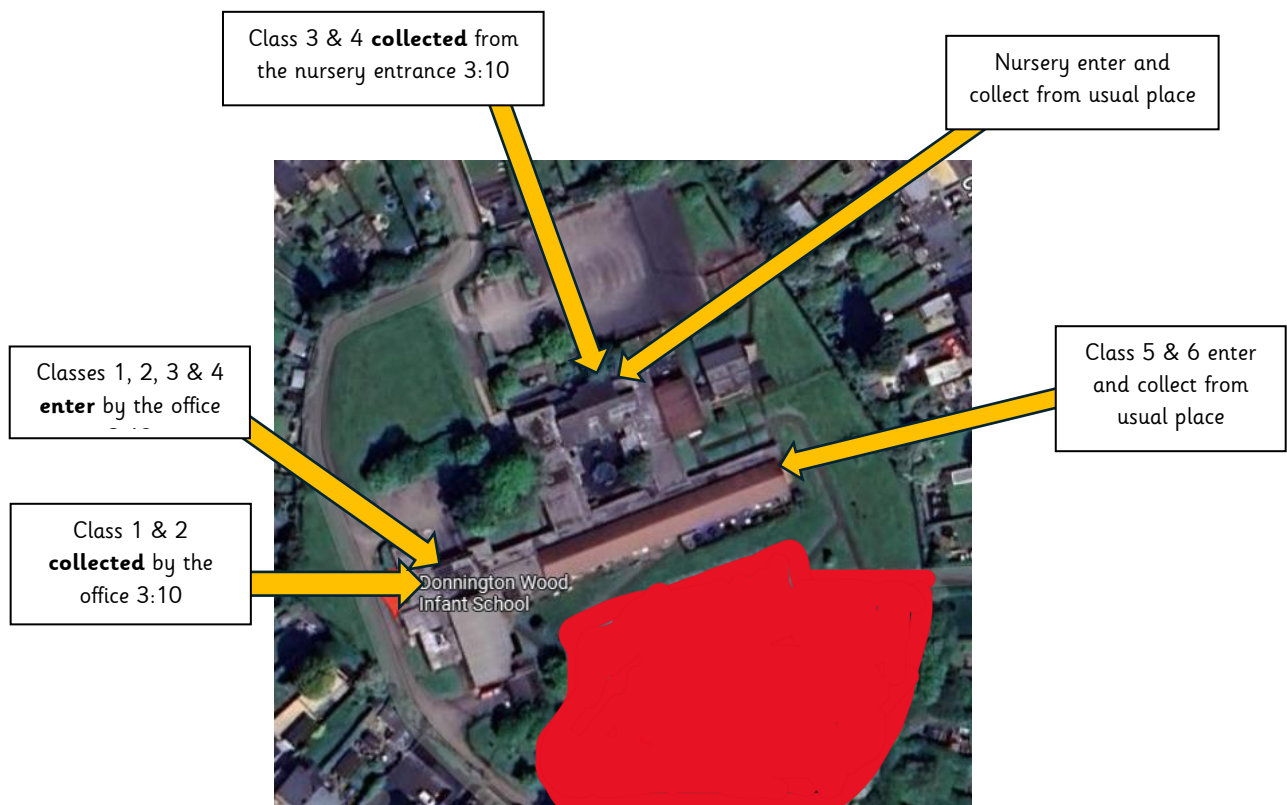 Class 3 & 4 collected from
the nursery entrance 3:10
Nursery enter and
collect from usual place
Classes 1, 2, 3 & 4
enter by the office
Class 5 & 6 enter
and collect from
usual place
Class 1 & 2
collected by the
office 3:10
Donnington Wood
Infant School